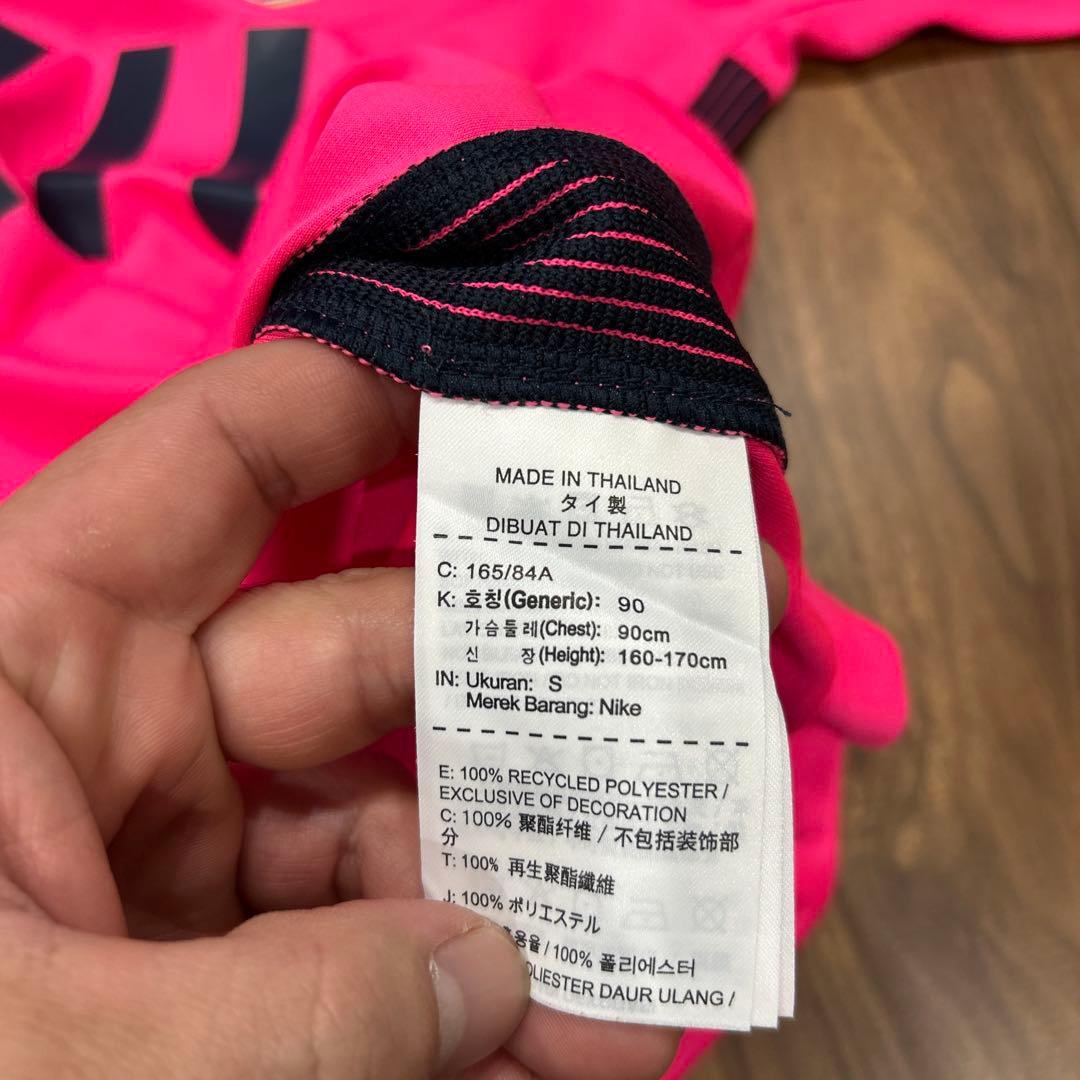 MADE IN THAILAND
タイ製
DIBUAT DI THAILAND
C: 165/84A
K: 호칭(Generic): 90
가슴둘레(Chest): 90cm
신 장(Height): 160-170cm
IN: Ukuran: S
Merek Barang: Nike
E: 100% RECYCLED POLYESTER /
EXCLUSIVE OF DECORATION
C: 100% 聚酯纤维 / 不包括装饰部
分
T: 100% 再生聚酯纖維
J: 100% ポリエステル
/ 100% 폴리에스터
DAUR ULANG /